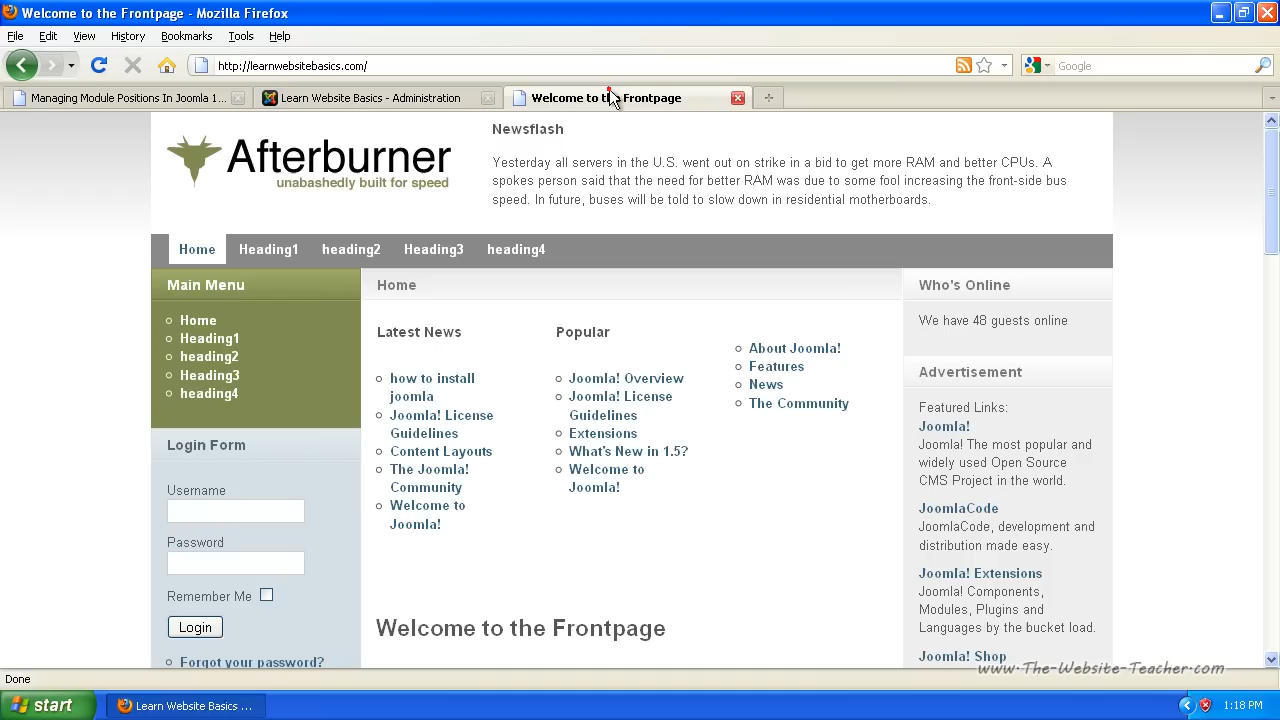 Welcome to the Frontpage - Mozilla Firefox
File Edit View History Bookmarks Tools Help
http://learnwebsitebasics.com/
Google
Managing Module Positions In Joomla 1...
Learn Website Basics - Administration
Welcome to the Frontpage
Afterburner
unabashedly built for speed
Newsflash
Yesterday all servers in the U.S. went out on strike in a bid to get more RAM and better CPUs. A
spokes person said that the need for better RAM was due to some fool increasing the front-side bus
speed. In future, buses will be told to slow down in residential motherboards.
Home Heading1 heading2 Heading3 heading4
Main Menu
Home
Heading1
heading2
Heading3
heading4
Login Form
Username
Password
Remember Me
Login
Forgot your password?
Home
Latest News
how to install
joomla
Joomla! License
Guidelines
Content Layouts
The Joomla!
Community
Welcome to
Joomla!
Popular
Joomla! Overview
Joomla! License
Guidelines
Extensions
What's New in 1.5?
Welcome to
Joomla!
About Joomla!
Features
News
The Community
Welcome to the Frontpage
Who's Online
We have 48 guests online
Advertisement
Featured Links:
Joomla!
Joomla! The most popular and
widely used Open Source
CMS Project in the world.
JoomlaCode
JoomlaCode, development and
distribution made easy.
Joomla! Extensions
Joomla! Components,
Modules, Plugins and
Languages by the bucket load.
Joomla! Shop
www.The-Website-Teacher.com
Done
start
Learn Website Basics ...
1:18 PM